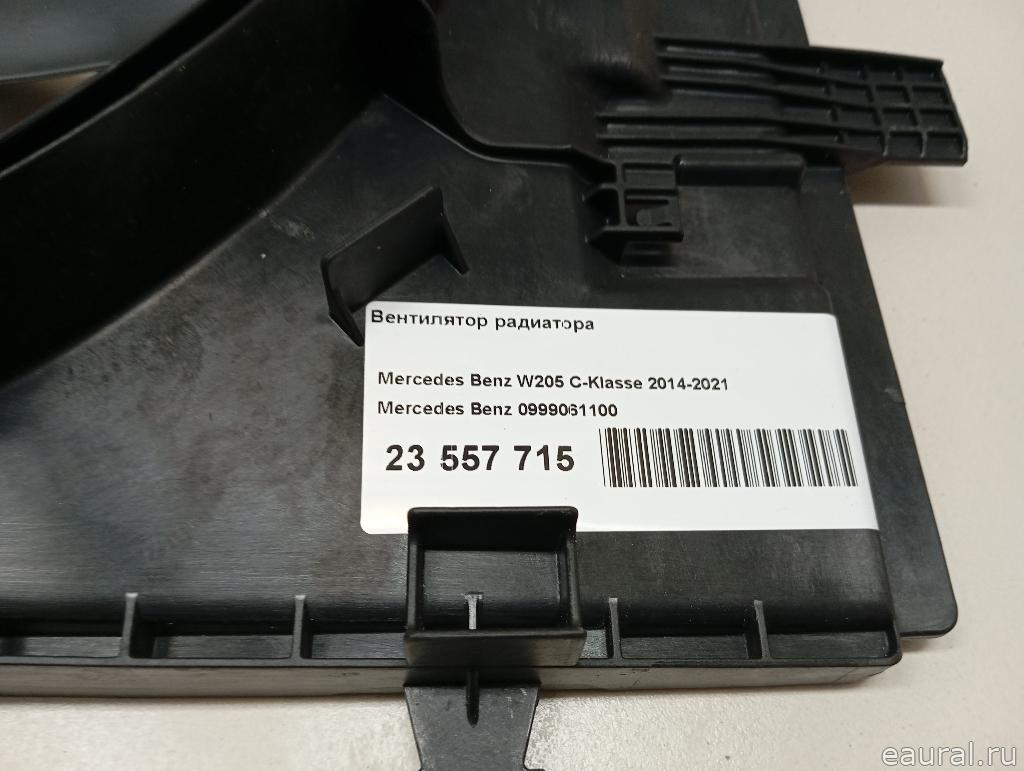 Вентилятор радиатора
Mercedes Benz W205 C-Klasse 2014-2021
Mercedes Benz 0999061100
23 557 715
eaural.ru